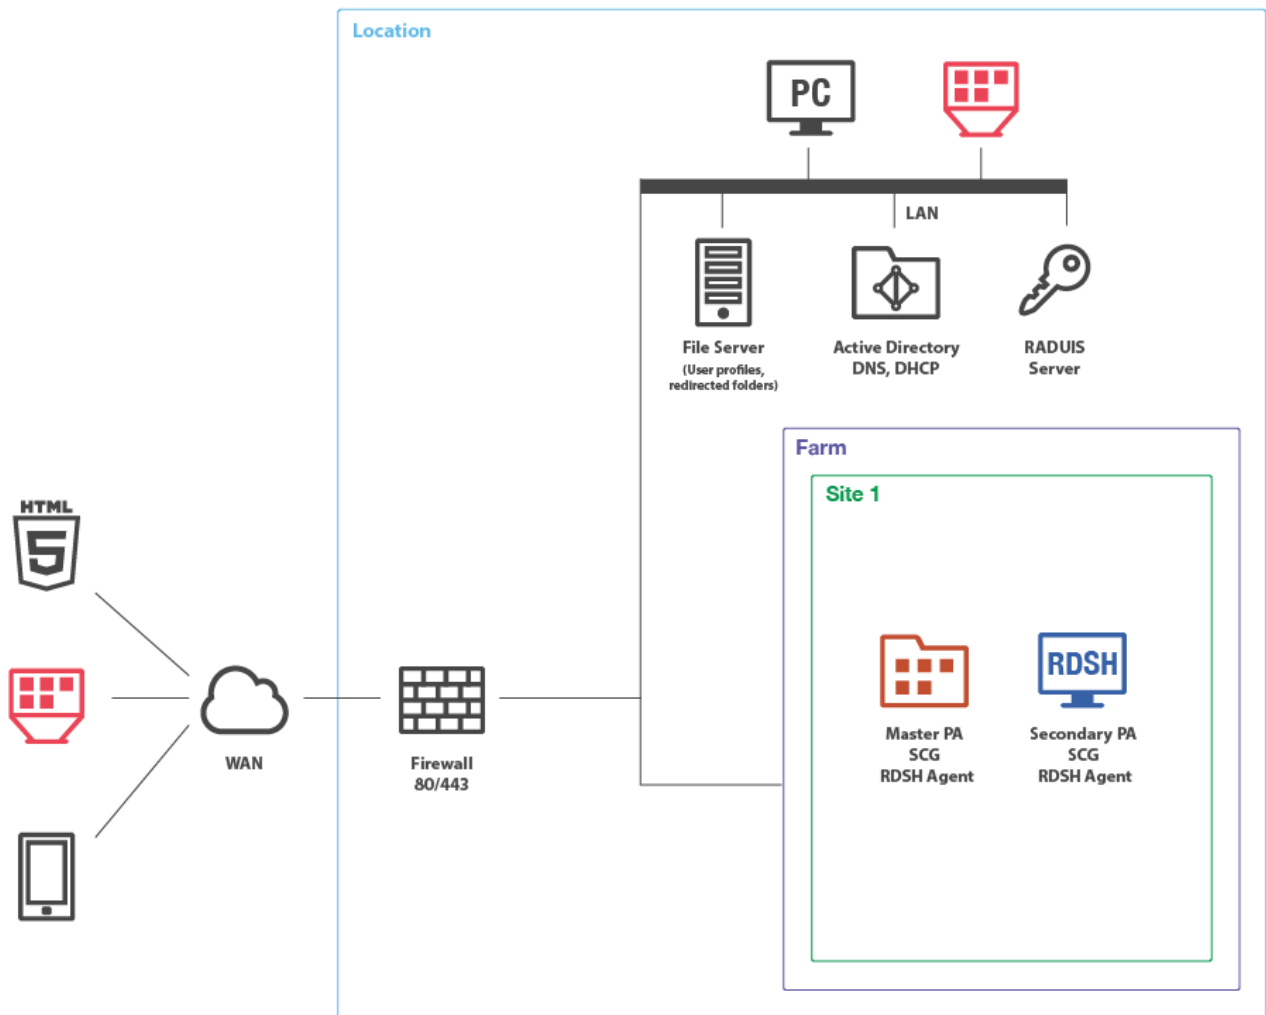 Location
PC
LAN
File Server
(User profiles,
redirected folders)
Active Directory
DNS, DHCP
RADUIS
Server
Farm
Site 1
HTML
5
WAN
Firewall
80/443
RDSH
Master PA
SCG
RDSH Agent
Secondary PA
SCG
RDSH Agent